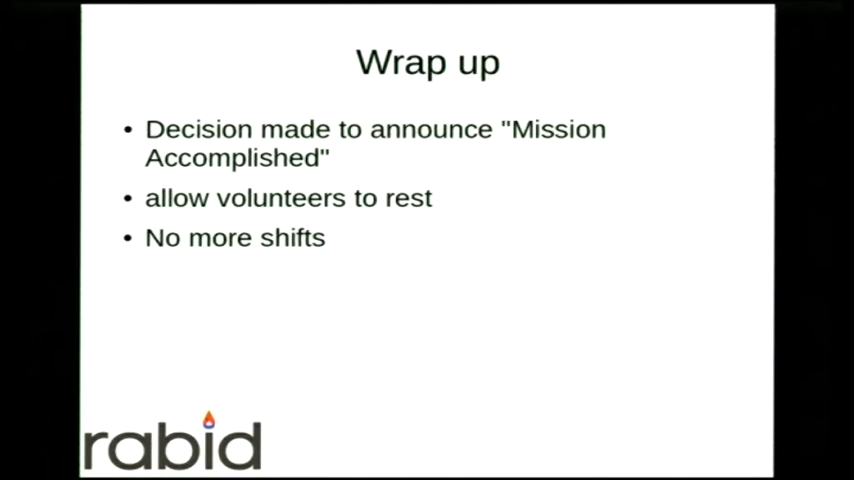 Wrap up
• Decision made to announce "Mission
Accomplished"
• allow volunteers to rest
• No more shifts
rabid